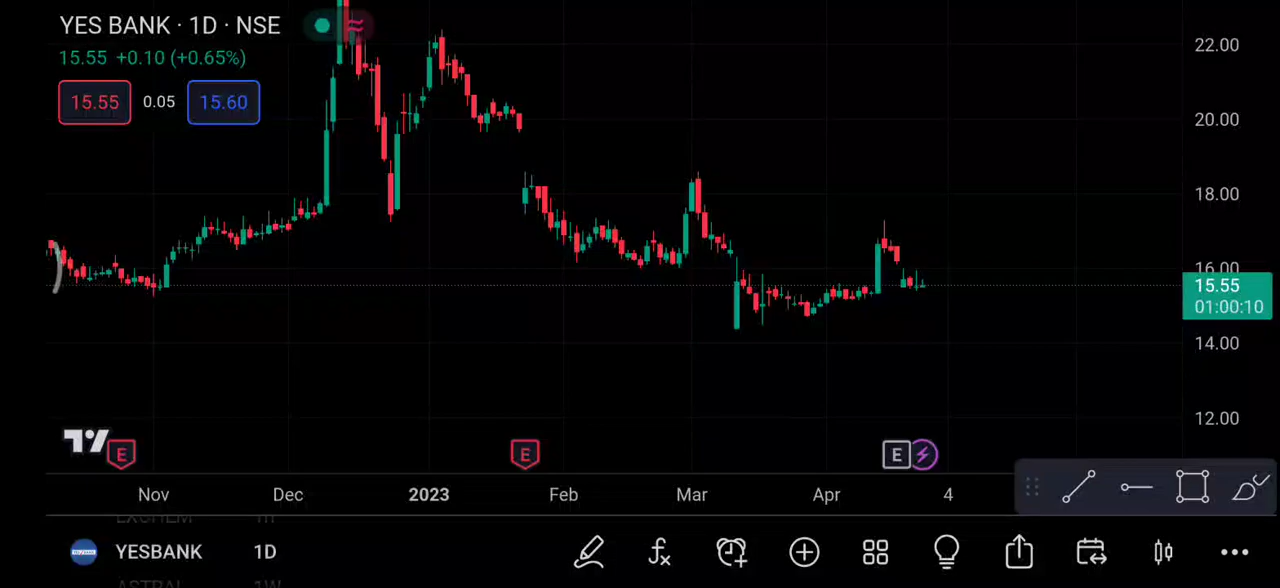 YES BANK · 1D · NSE
15.55 +0.10 (+0.65%)
15.55 0.05 15.60
22.00
20.00
18.00
16.00
15.55
01:00:10
14.00
12.00
E E E
Nov Dec 2023 Feb Mar Apr 4
YESBANK 1D
ASTRAL 1W